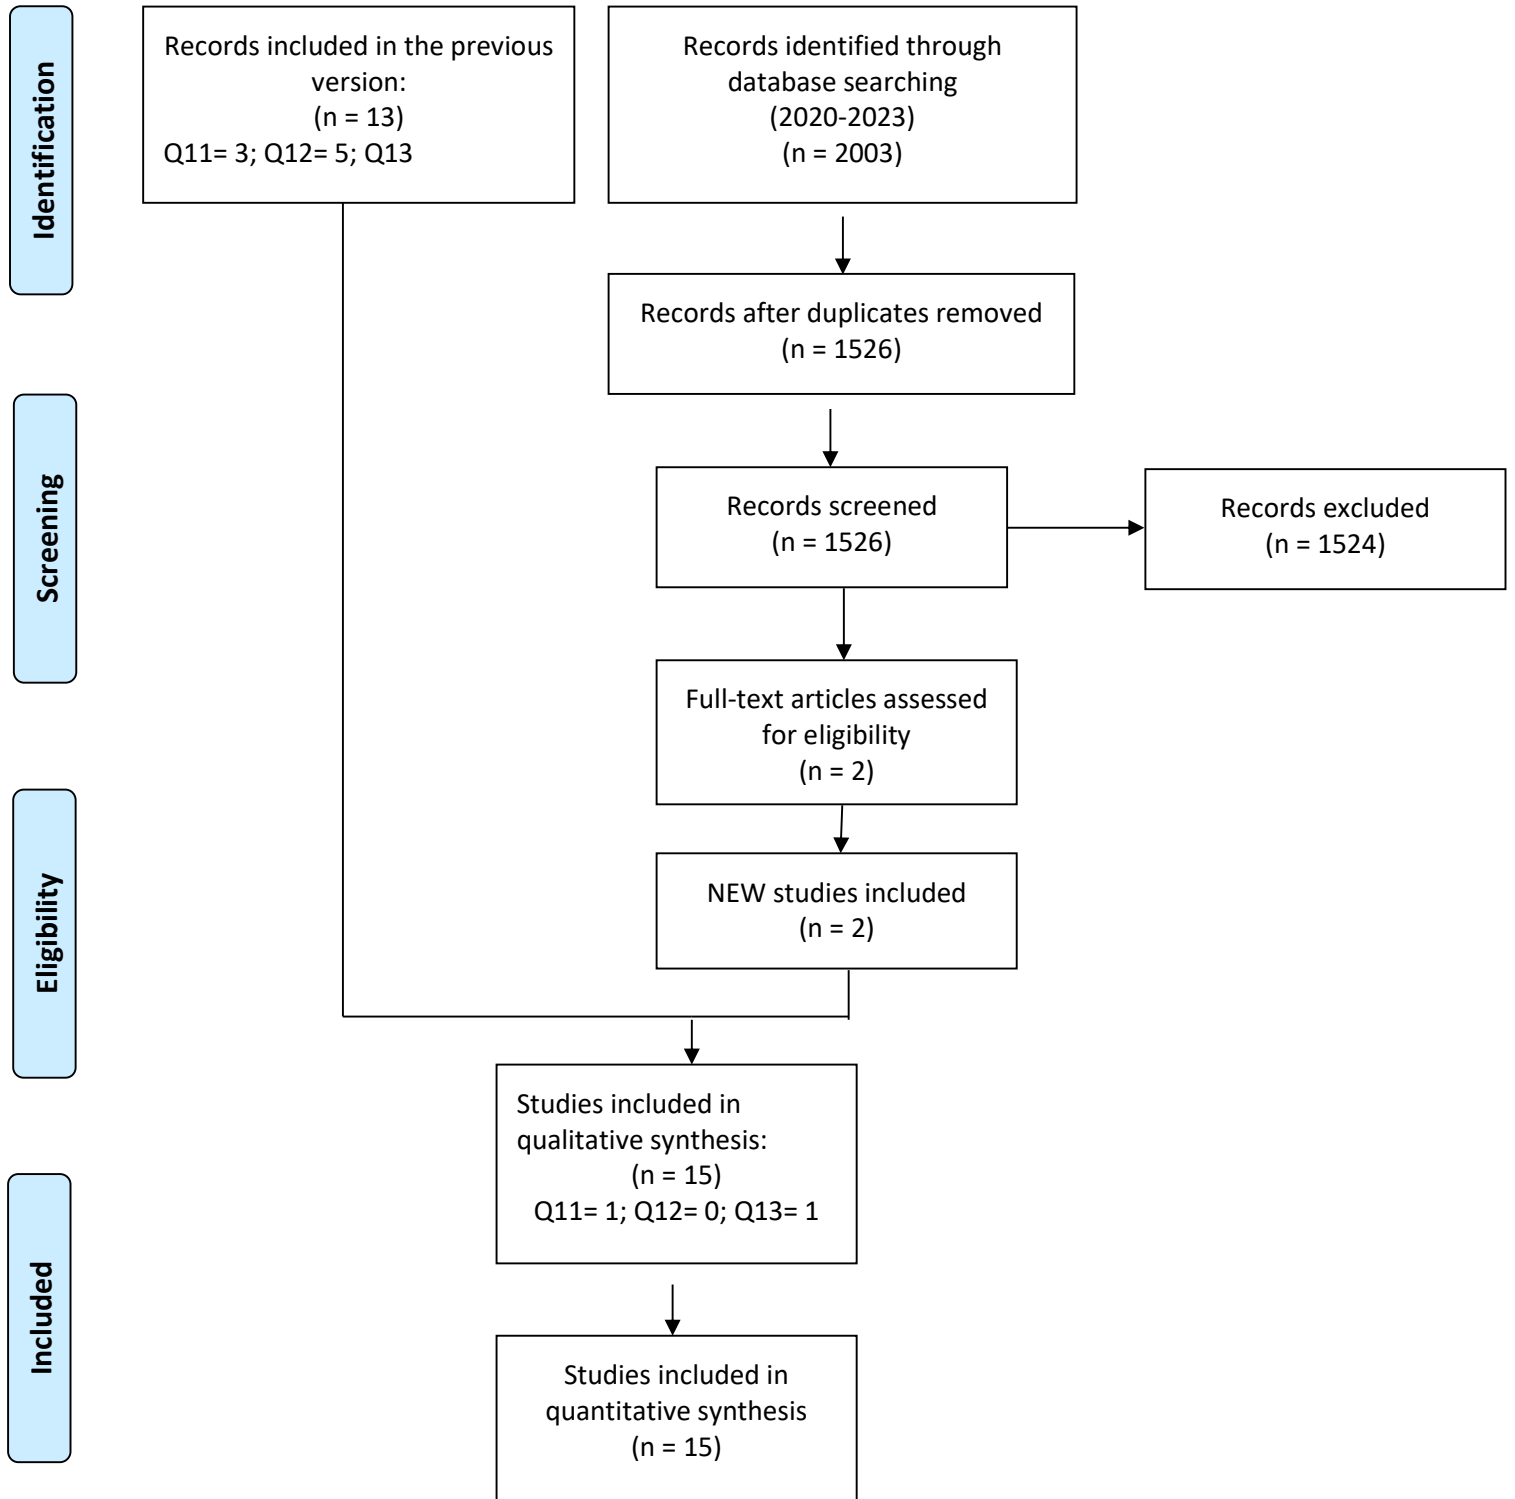 Identification
Records included in the previous
version:
(n = 13)
Q11= 3; Q12= 5; Q13
Records identified through
database searching
(2020-2023)
(n = 2003)
Records after duplicates removed
(n = 1526)
Screening
Records screened
(n = 1526)
Records excluded
(n = 1524)
Full-text articles assessed
for eligibility
(n = 2)
Eligibility
NEW studies included
(n = 2)
Studies included in
qualitative synthesis:
(n = 15)
Q11= 1; Q12= 0; Q13= 1
Included
Studies included in
quantitative synthesis
(n = 15)